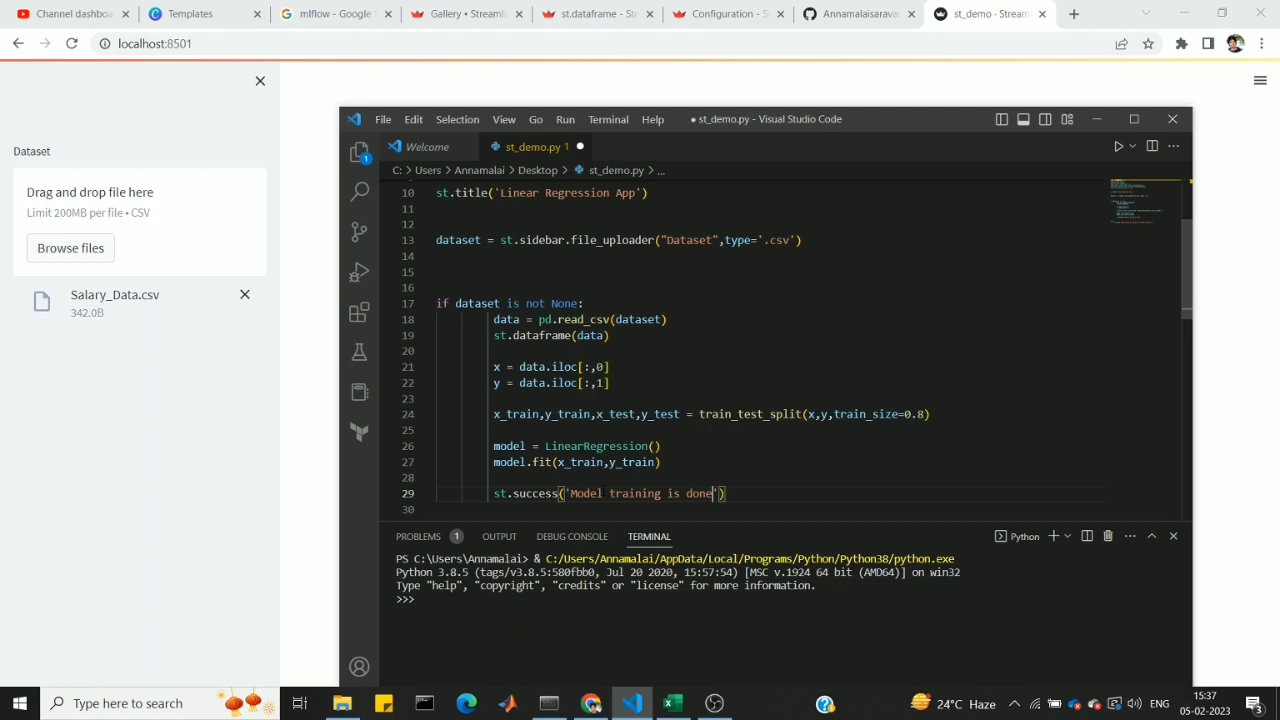 Channel dashboa
Templates
mlflow - Google S
Gallery • Streamli
st.dataframe - Str
Configuration - S
Annamalaisarava
st_demo · Stream
localhost:8501
Dataset
Drag and drop file here
Limit 200MB per file • CSV
Browse files
Salary_Data.csv
342.0B
File Edit Selection View Go Run Terminal Help
● st_demo.py - Visual Studio Code
Welcome
st_demo.py 1
C: > Users > Annamalai > Desktop > st_demo.py > ...
10 st.title('Linear Regression App')
11
12
13 dataset = st.sidebar.file_uploader("Dataset",type='.csv')
14
15
16
17 if dataset is not None:
18 data = pd.read_csv(dataset)
19 st.dataframe(data)
20
21 x = data.iloc[:,0]
22 y = data.iloc[:,1]
24 x_train,y_train,x_test,y_test = train_test_split(x,y,train_size=0.8)
25
26 model = LinearRegression()
27 model.fit(x_train,y_train)
28
29 st.success('Model training is done')
30
PROBLEMS 1 OUTPUT DEBUG CONSOLE TERMINAL
Python
PS C:\Users\Annamalai> & C:/Users/Annamalai/AppData/Local/Programs/Python/Python38/python.exe
Python 3.8.5 (tags/v3.8.5:580fbb0, Jul 20 2020, 15:57:54) [MSC v.1924 64 bit (AMD64)] on win32
Type "help", "copyright", "credits" or "license" for more information.
>>>
Type here to search
24°C Haze
ENG
15:37
05-02-2023
3